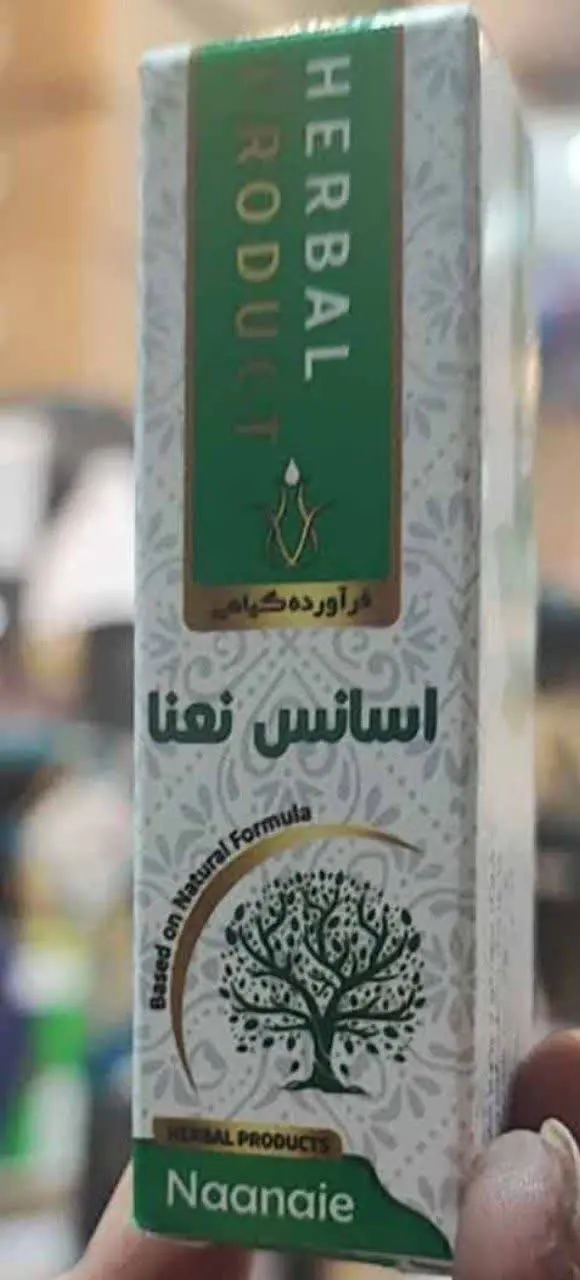 HERBAL
PRODUCT
فرآورده گیاهی
اسانس نعنا
Based on Natural Formula
HERBAL PRODUCTS
Naanaie